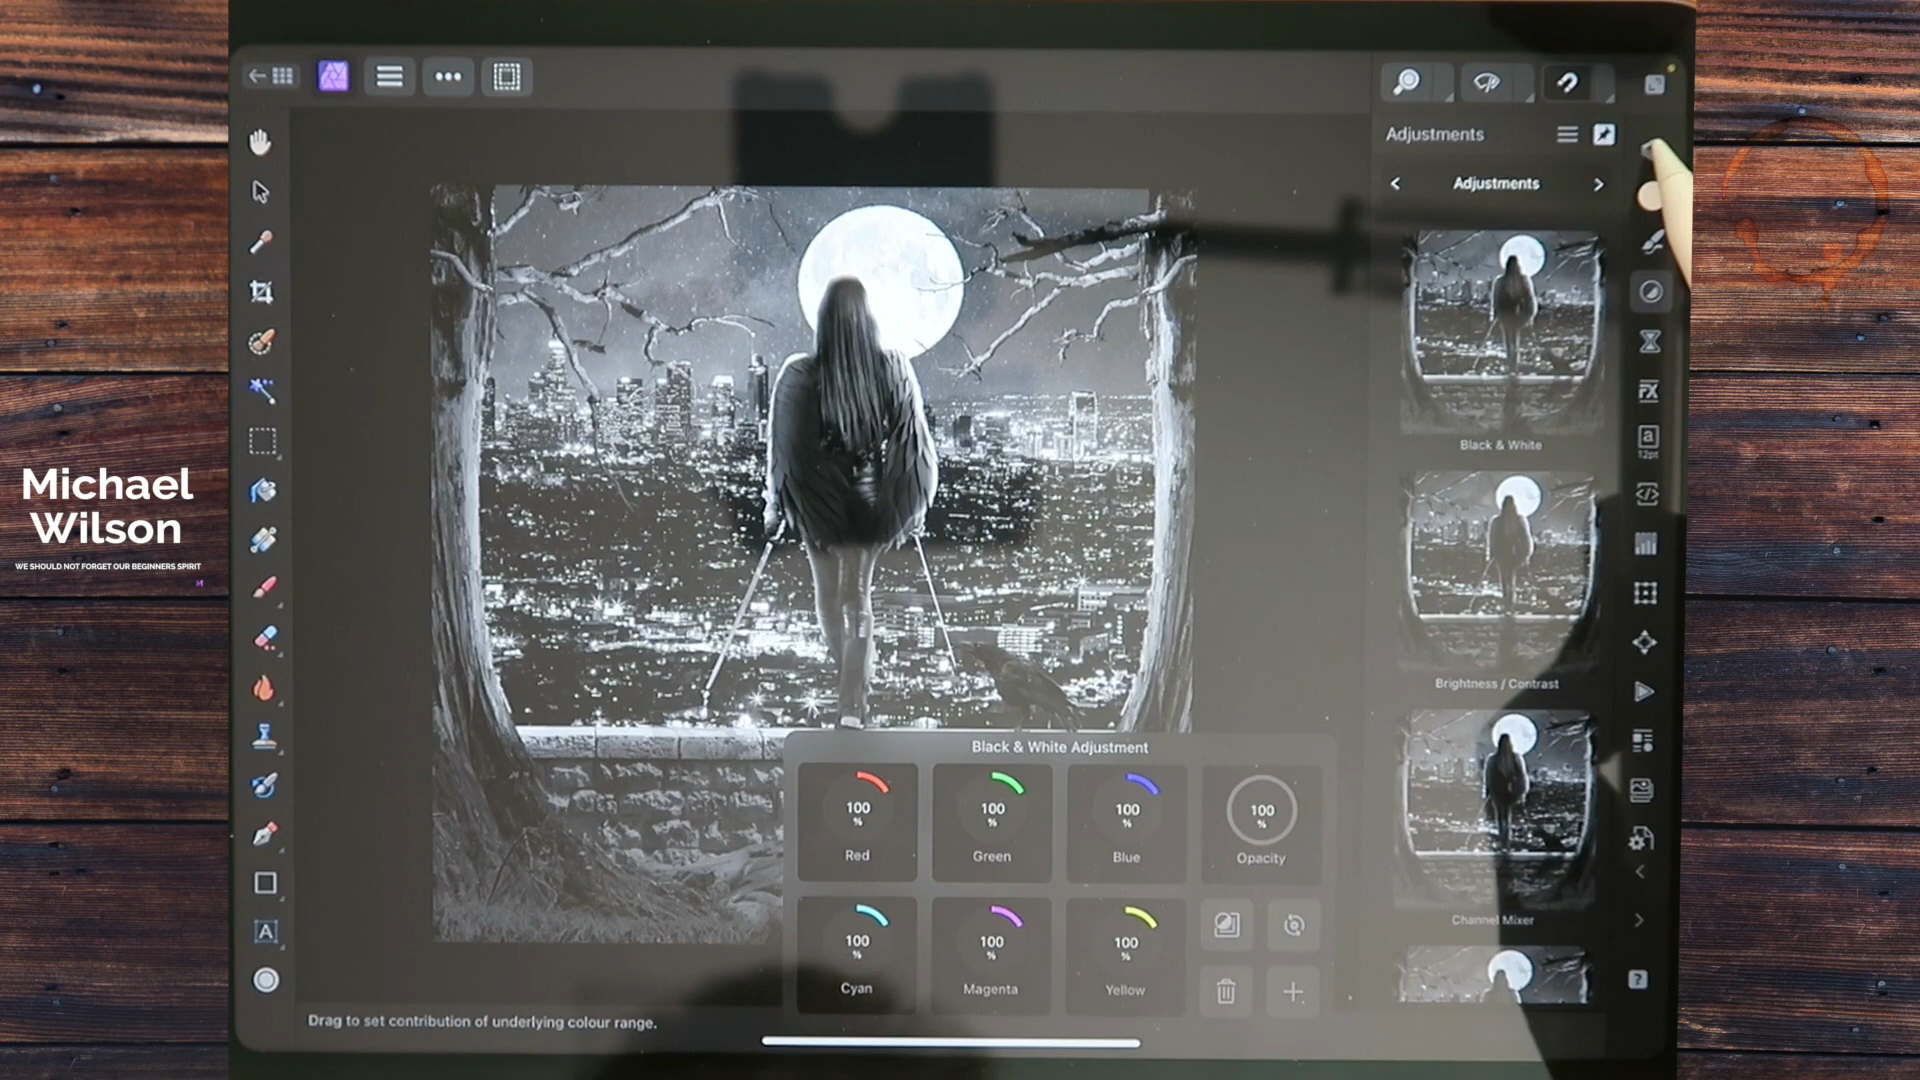 Michael
Wilson
WE SHOULD NOT FORGET OUR BEGINNERS SPIRIT
M
Adjustments
Adjustments
Black & White
Brightness / Contrast
Channel Mixer
FX
a
12pt
A
?
Black & White Adjustment
100
%
Red
100
%
Green
100
%
Blue
100
%
Opacity
100
%
Cyan
100
%
Magenta
100
%
Yellow
Drag to set contribution of underlying colour range.